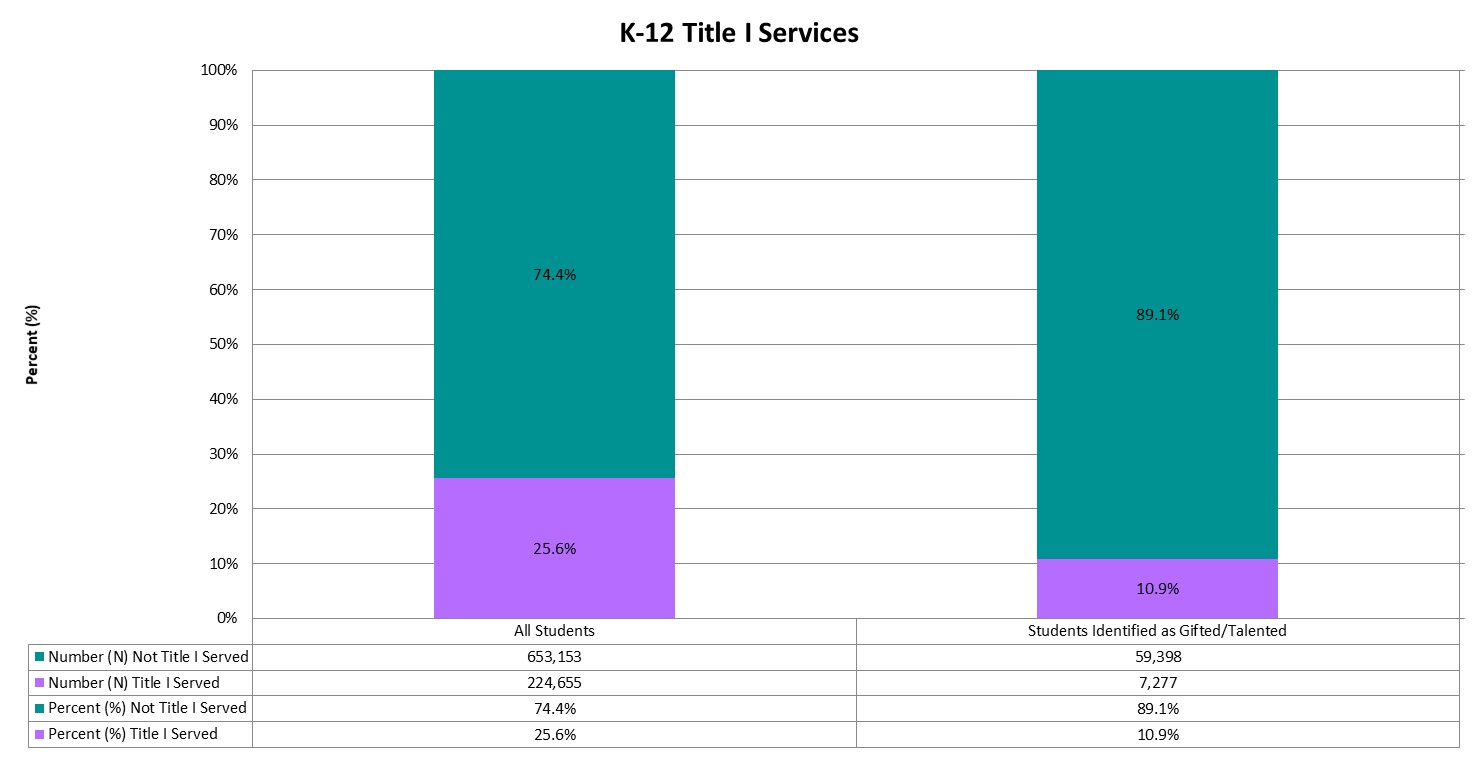 K-12 Title I Services
100%
90%
80%
70%
60%
50%
40%
30%
20%
10%
0%
Percent (%)
74.4%
25.6%
89.1%
10.9%
All Students Students Identified as Gifted/Talented
Number (N) Not Title I Served 653,153 59,398
Number (N) Title I Served 224,655 7,277
Percent (%) Not Title I Served 74.4% 89.1%
Percent (%) Title I Served 25.6% 10.9%